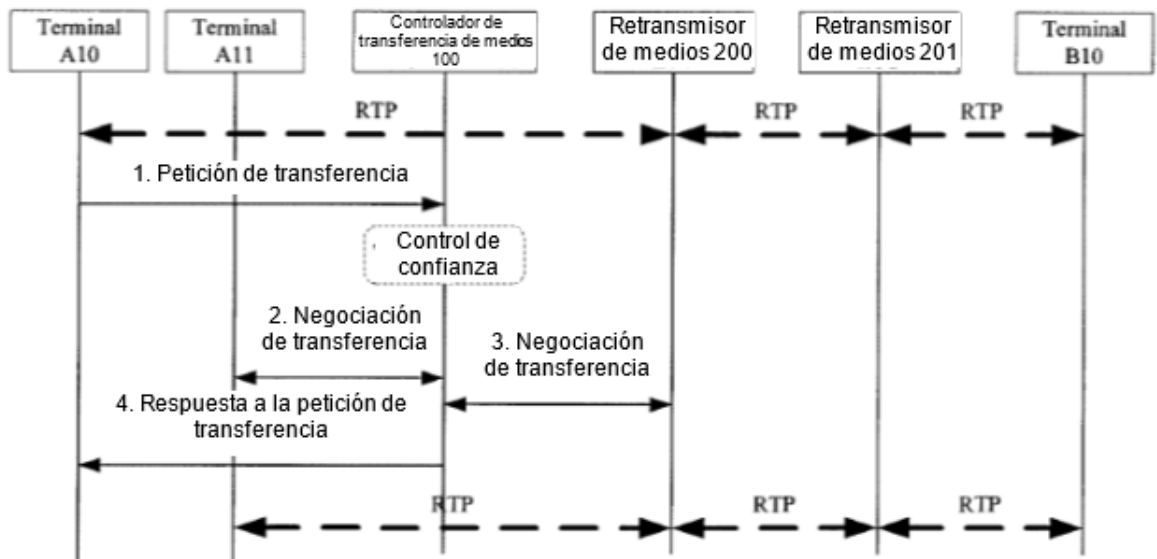 Terminal
A10
Terminal
A11
Controlador de
transferencia de medios
100
Retransmisor
de medios 200
Retransmisor
de medios 201
Terminal
B10
RTP
RTP
RTP
1. Petición de transferencia
Control de
confianza
2. Negociación
de transferencia
3. Negociación
de transferencia
4. Respuesta a la petición de
transferencia
RTP
RTP
RTP